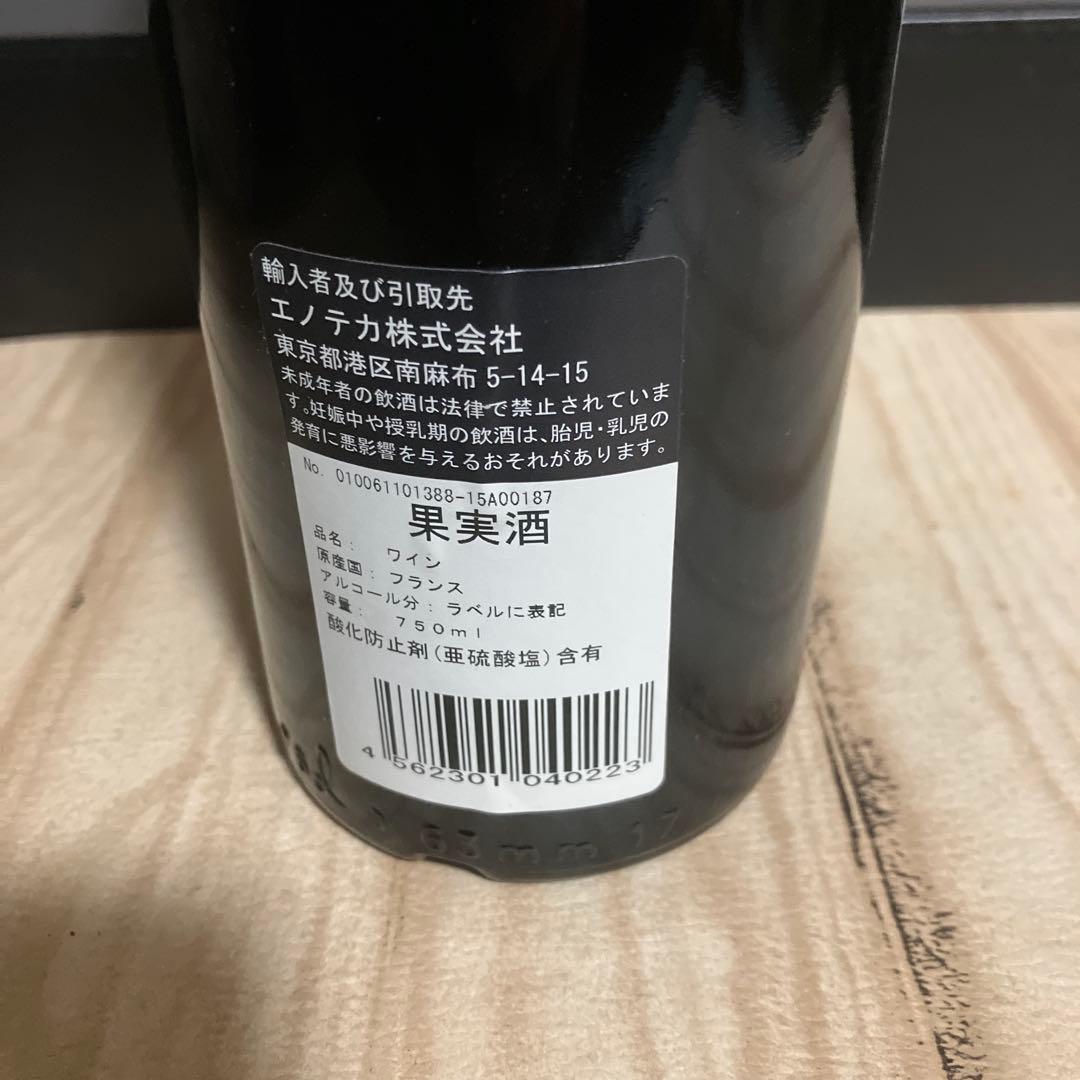 輸入者及び引取先
エノテカ株式会社
東京都港区南麻布 5-14-15
未成年者の飲酒は法律で禁止されていま
す。妊娠中や授乳期の飲酒は、胎児・乳児の
発育に悪影響を与えるおそれがあります。
No. 010061101388-15A00187
果実酒
品名： ワイン
原産国： フランス
アルコール分： ラベルに表記
容量： 750ml
酸化防止剤(亜硫酸塩)含有
4 562301 040223
63mm 17